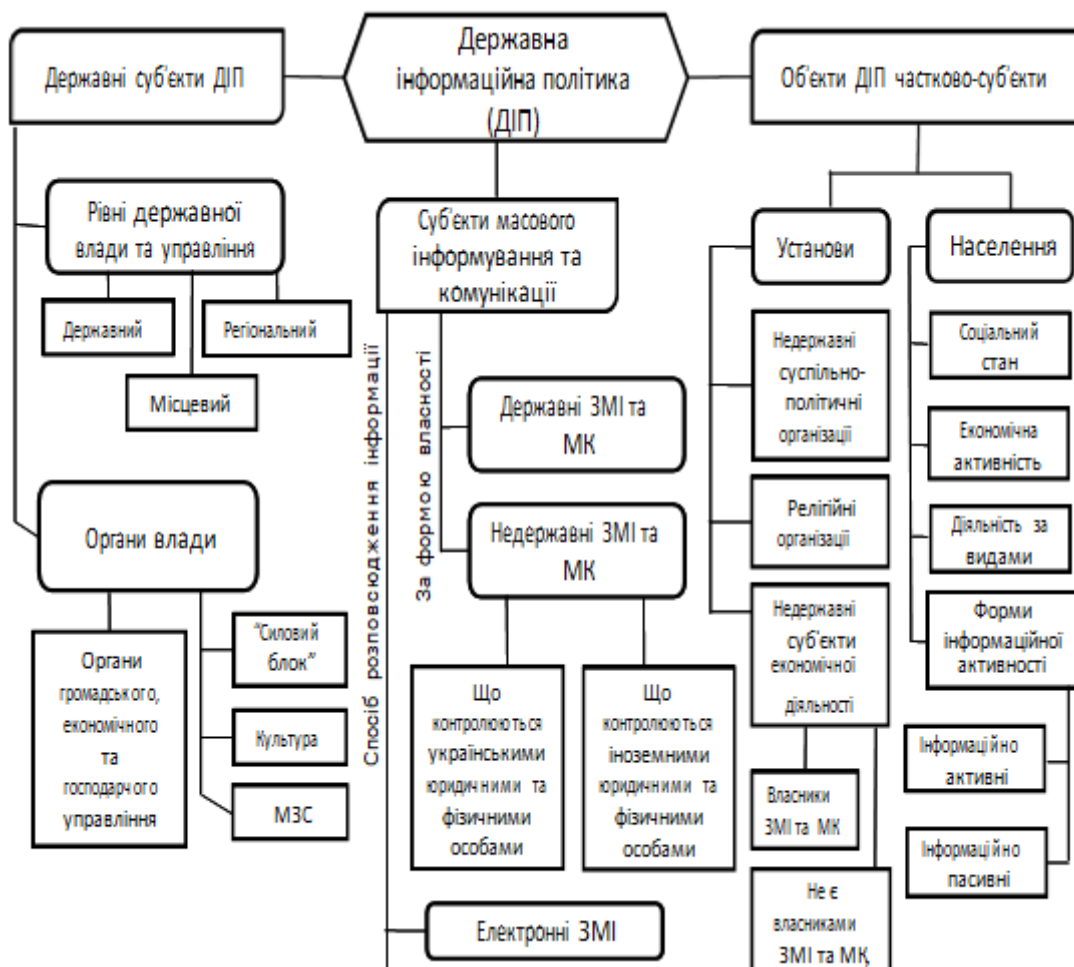 Державна
інформаційна політика
(ДІП)
Державні суб'єкти ДІП
Об'єкти ДІП частково-суб'єкти
Рівні державної
влади та управління
Державний
Регіональний
Місцевий
Органи влади
Органи
громадського,
економічного
та
господарчого
управління
"Силовий
блок"
Культура
МЗС
Суб'єкти масового
інформування та
комунікації
Спосіб розповсюдження інформації
За формою власності
Державні ЗМІ та
МК
Недержавні ЗМІ та
МК
Що
контролюються
українськими
юридичними та
фізичними
особами
Що
контролюються
іноземними
юридичними та
фізичними
особами
Електронні ЗМІ
Установи
Недержавні
суспільно-
політичні
організації
Релігійні
організації
Недержавні
суб'єкти
економічної
діяльності
Власники
ЗМІ та МК
Не є
власниками
ЗМІ та МК,
Населення
Соціальний
стан
Економічна
активність
Діяльність за
видами
Форми
інформаційної
активності
Інформаційно
активні
Інформаційно
пасивні